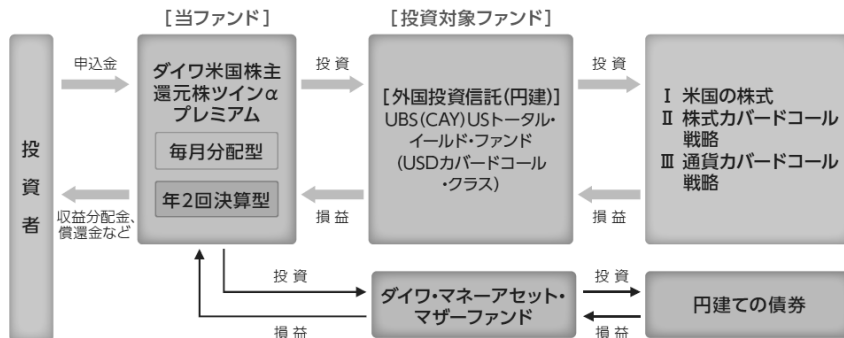 ［当ファンド］
［投資対象ファンド］
投資者
申込金
収益分配金、
償還金など
ダイワ米国株主
還元株ツインα
プレミアム
毎月分配型
年2回決算型
投 資
損 益
［外国投資信託（円建）］
UBS（CAY）USトータル・
イールド・ファンド
（USDカバードコール
・クラス）
投 資
損 益
Ⅰ 米国の株式
Ⅱ 株式カバードコール
戦略
Ⅲ 通貨カバードコール
戦略
投 資
損 益
ダイワ・マネーアセット・
マザーファンド
投 資
損 益
円建ての債券